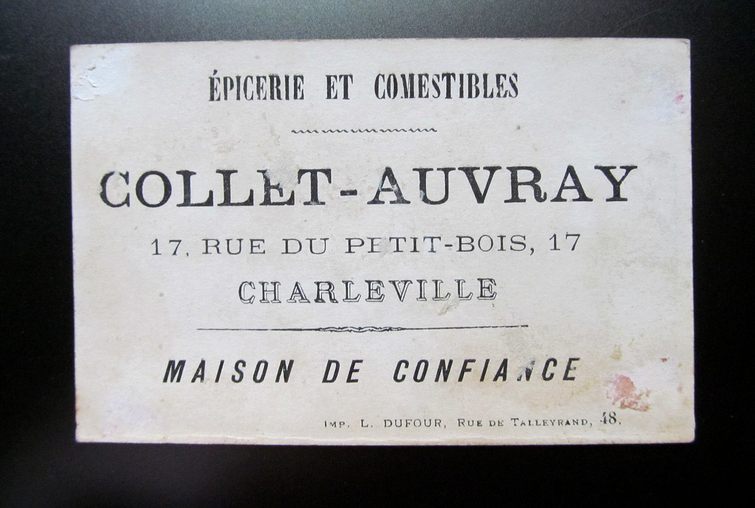 ÉPICERIE ET COMESTIBLES
COLLET-AUVRAY
17, RUE DU PETIT-BOIS, 17
CHARLEVILLE
MAISON DE CONFIANCE
IMP. L. DUFOUR, RUE DE TALLEYRAND, 48.